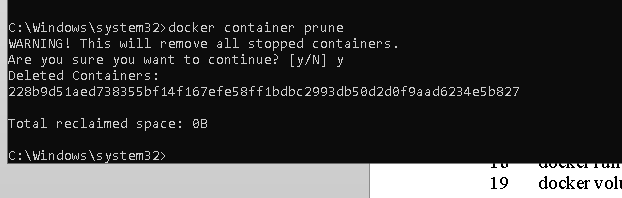 C:\Windows\system32>docker container prune
WARNING! This will remove all stopped containers.
Are you sure you want to continue? [y/N] y
Deleted Containers:
228b9d51aed738355bf14f167efe58ff1bdbc2993db50d2d0f9aad6234e5b827
Total reclaimed space: 0B
C:\Windows\system32>
18 docker run
19 docker volu